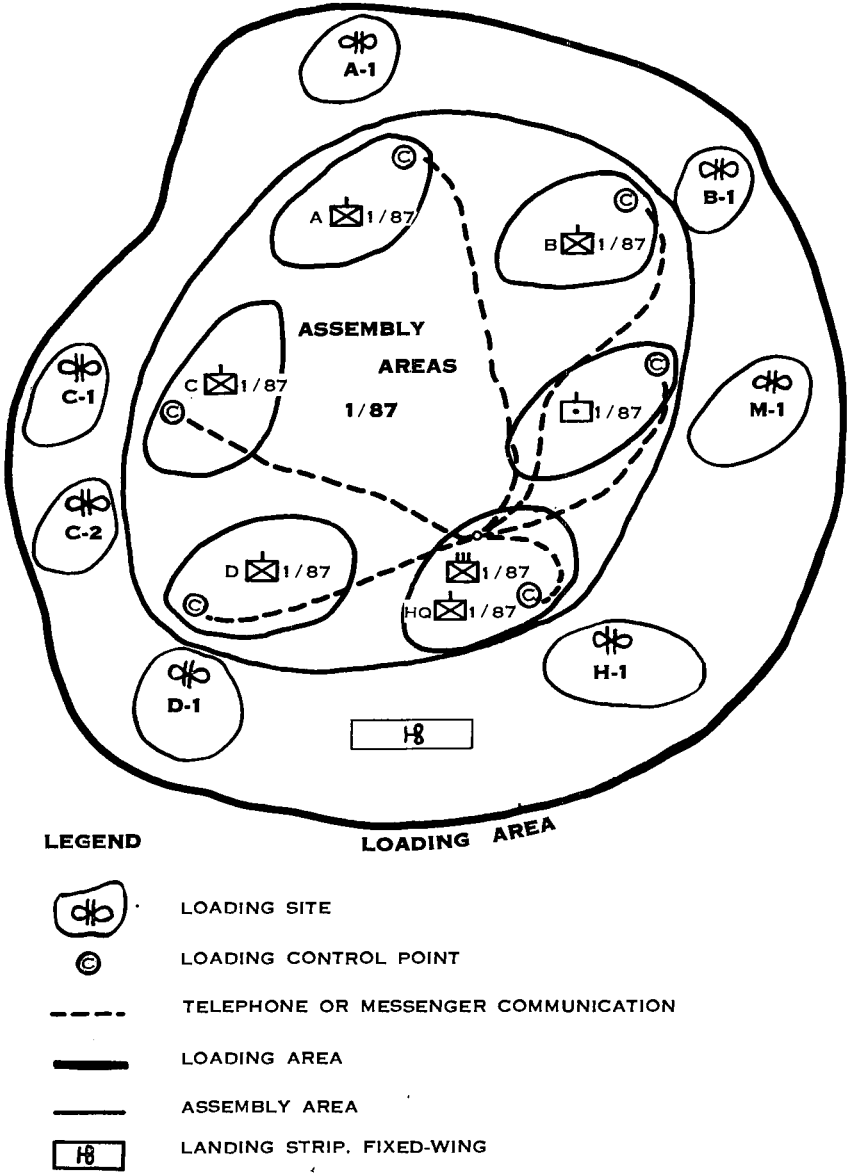 A-1
B-1
C
C
A 1/87
B 1/87
ASSEMBLY
AREAS
1/87
C-1
C 1/87
C
C
1/87
M-1
C-2
D 1/87
1/87
C
HQ 1/87
C
H-1
D-1
LOADING AREA
LEGEND
LOADING SITE
C LOADING CONTROL POINT
TELEPHONE OR MESSENGER COMMUNICATION
LOADING AREA
ASSEMBLY AREA
LANDING STRIP, FIXED-WING